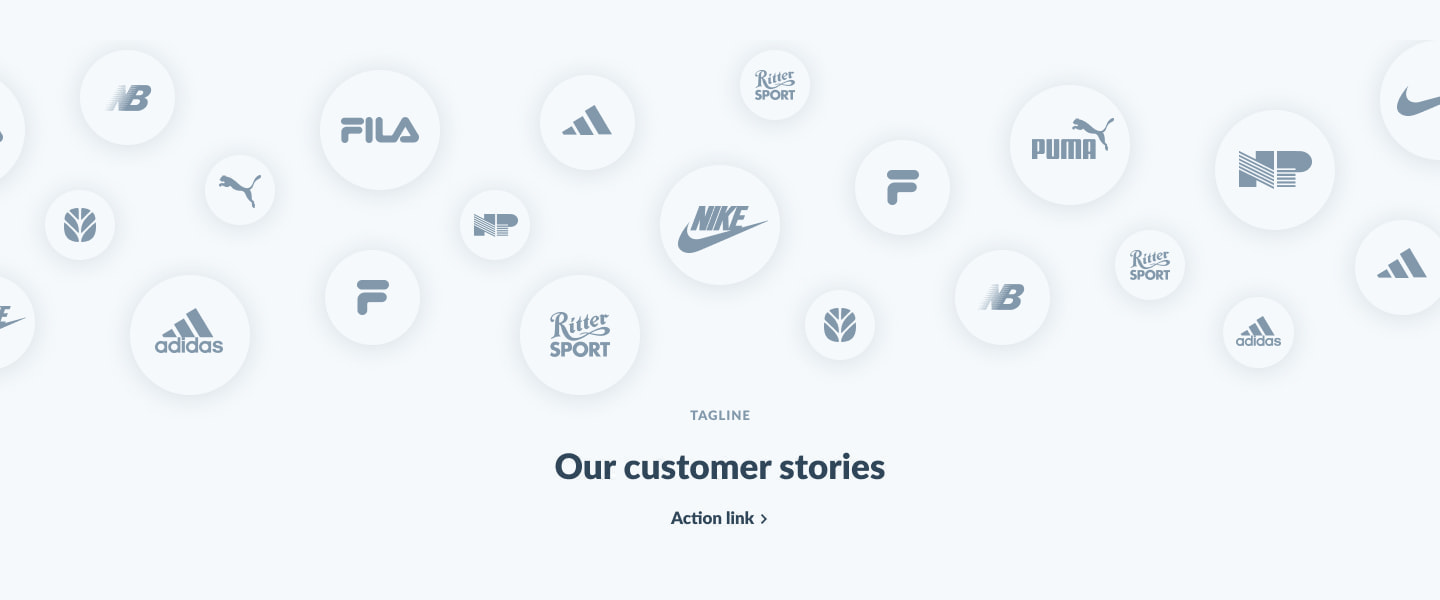 NB
FILA
Ritter
SPORT
PUMA
NP
NP
NIKE
F
F
adidas
Ritter
SPORT
NB
Ritter
SPORT
adidas
TAGLINE
Our customer stories
Action link